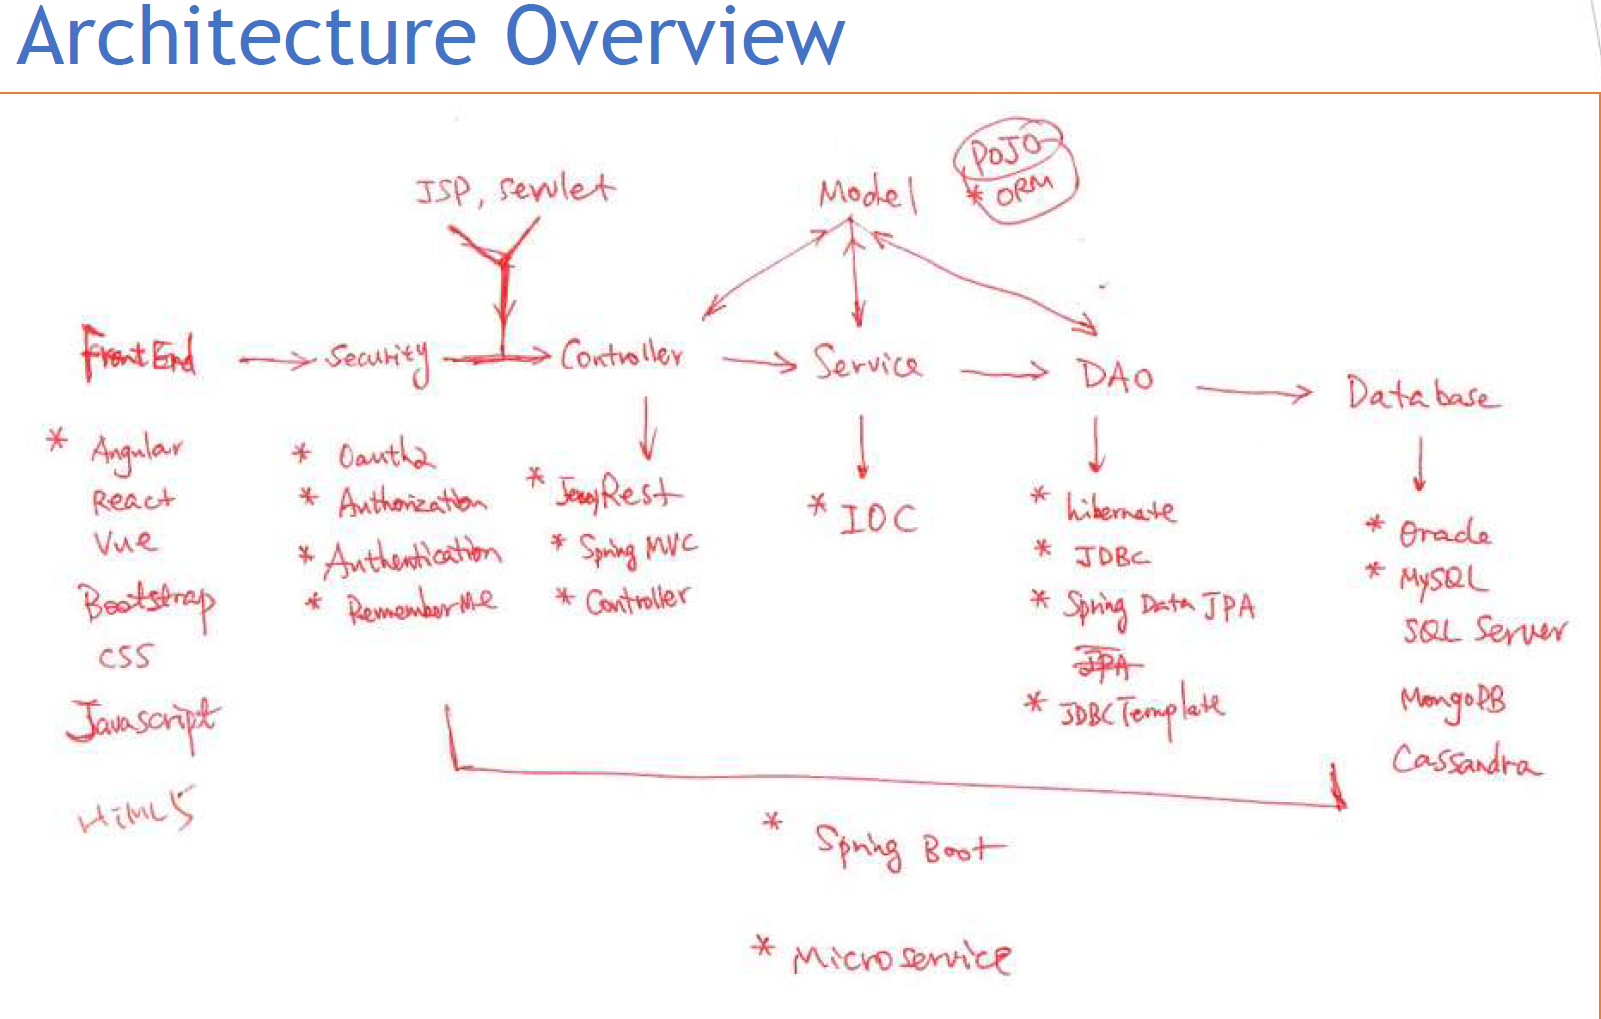 Architecture Overview
POJO
* ORM
JSP, Servlet
Model
Front End
Security
Controller
Service
DAO
Database
* Angular
React
Vue
Bootstrap
CSS
Javascript
HTML5
* Oauth2
* Authorization
* Authentication
* RememberMe
* Rest
* Spring MVC
* Controller
* IOC
* hibernate
* JDBC
* Spring Data JPA
JPA
* JDBCTemplate
* Oracle
* MySQL
SQL Server
MongoDB
Cassandra
* Spring Boot
* Microservice